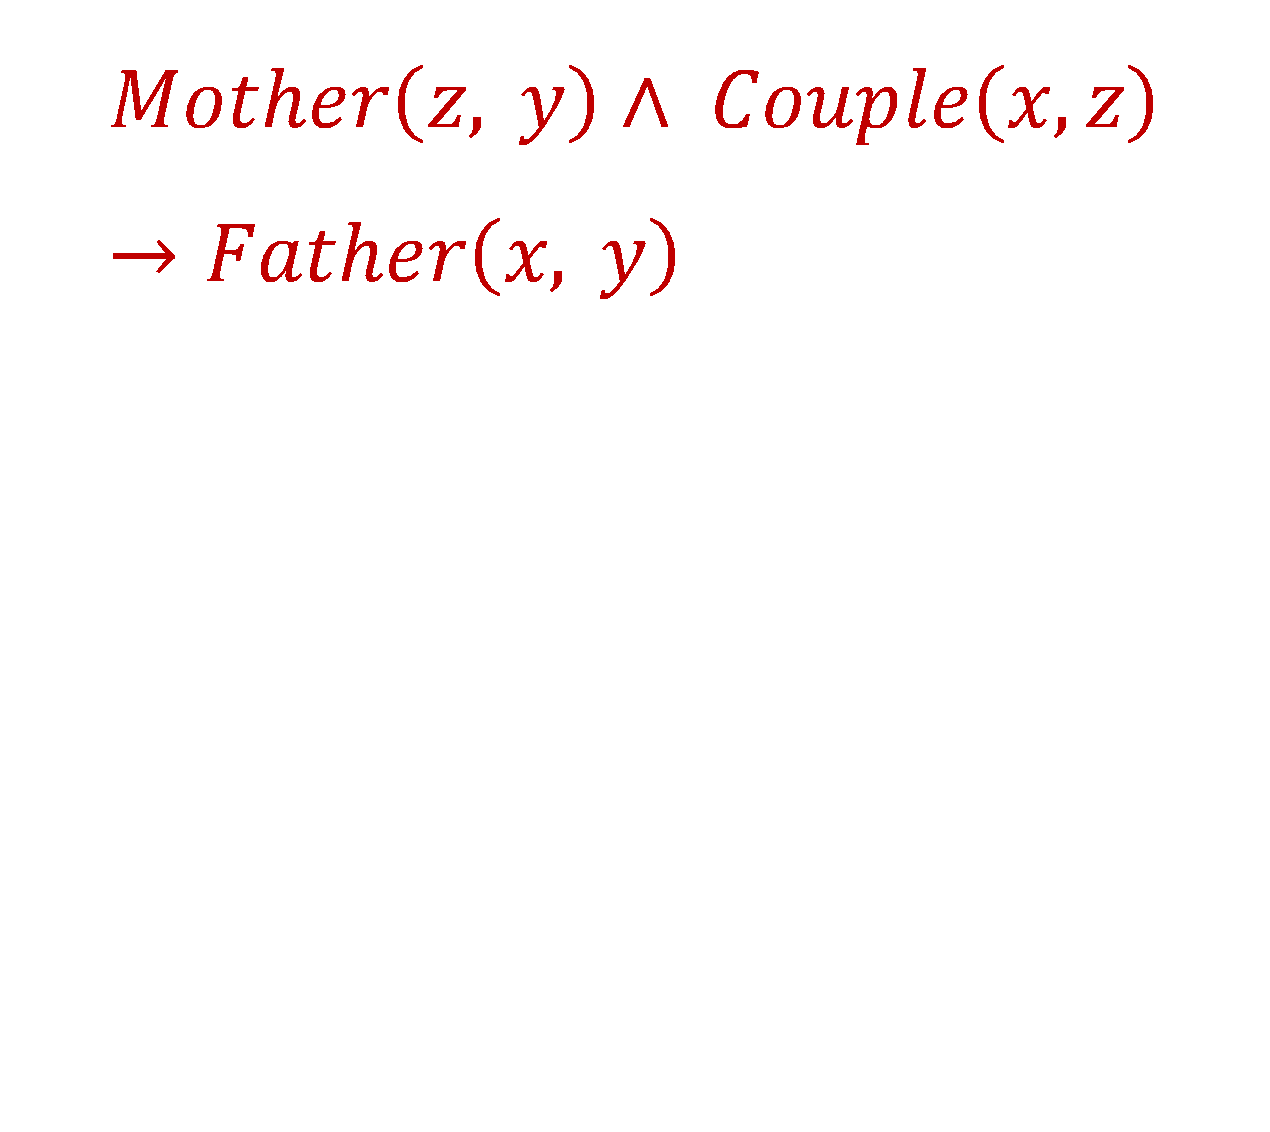 Mother(z, y) ∧ Couple(x, z)
→ Father(x, y)